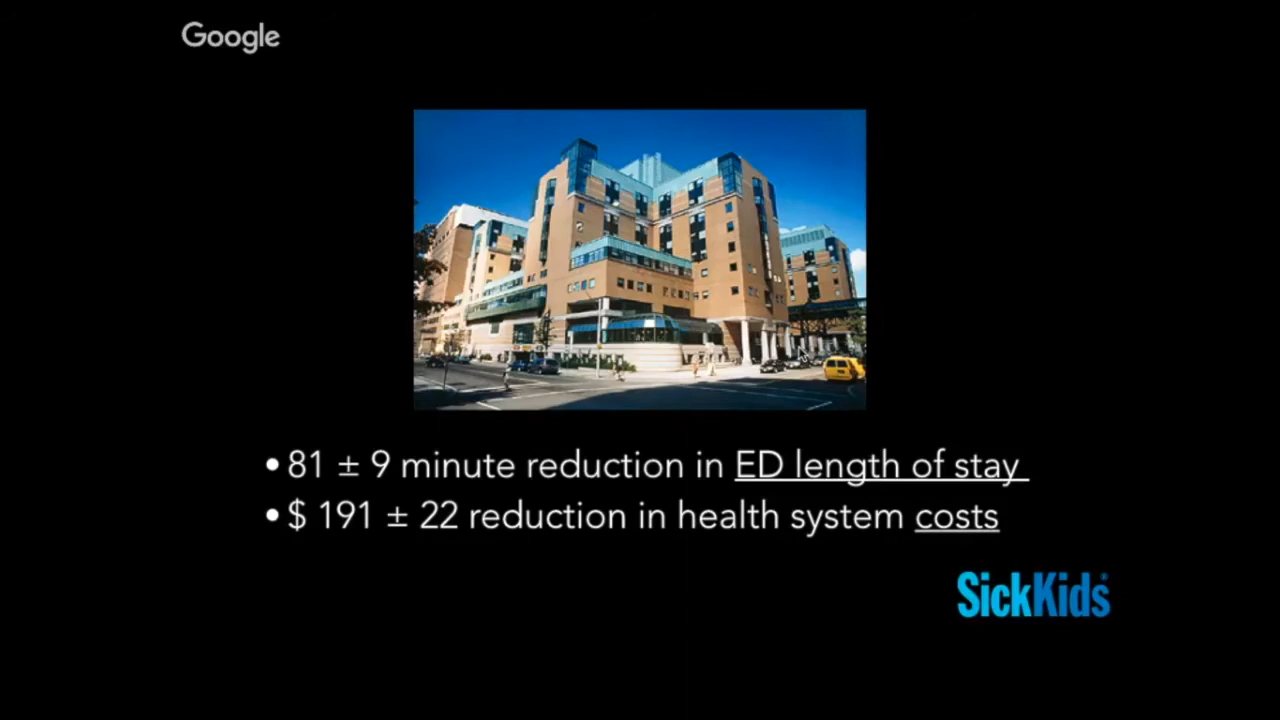 Google
• 81 ± 9 minute reduction in ED length of stay
• $ 191 ± 22 reduction in health system costs
SickKids®